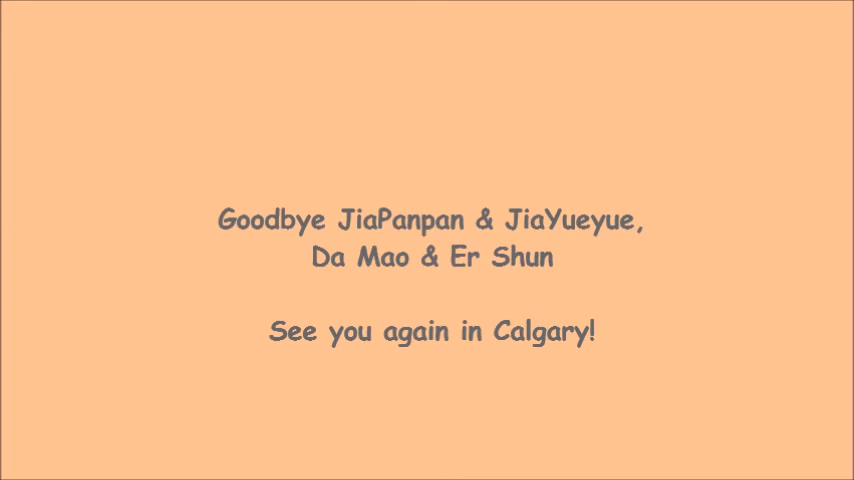 Goodbye JiaPanpan & JiaYueyue,
Da Mao & Er Shun
See you again in Calgary!